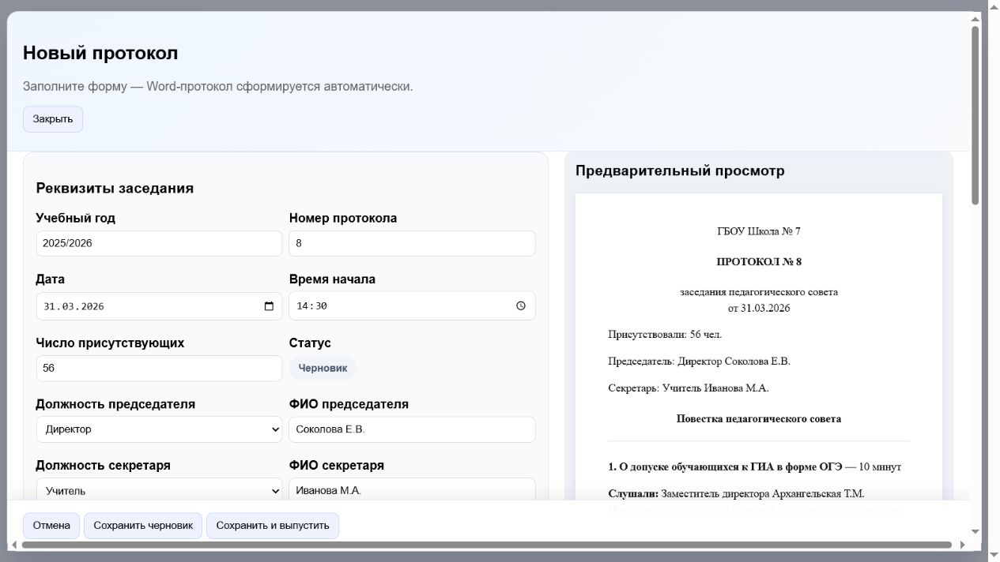 Новый протокол
Заполните форму — Word-протокол сформируется автоматически.
Закрыть
Реквизиты заседания
Учебный год
Номер протокола
2025/2026
8
Дата
Время начала
31.03.2026
14:30
Число присутствующих
Статус
56
Черновик
Должность председателя
ФИО председателя
Директор
Соколова Е.В.
Должность секретаря
ФИО секретаря
Учитель
Иванова М.А.
Предварительный просмотр
ГБОУ Школа № 7
ПРОТОКОЛ № 8
заседания педагогического совета
от 31.03.2026
Присутствовали: 56 чел.
Председатель: Директор Соколова Е.В.
Секретарь: Учитель Иванова М.А.
Повестка педагогического совета
1. О допуске обучающихся к ГИА в форме ОГЭ — 10 минут
Слушали: Заместитель директора Архангельская Т.М.
Отмена
Сохранить черновик
Сохранить и выпустить